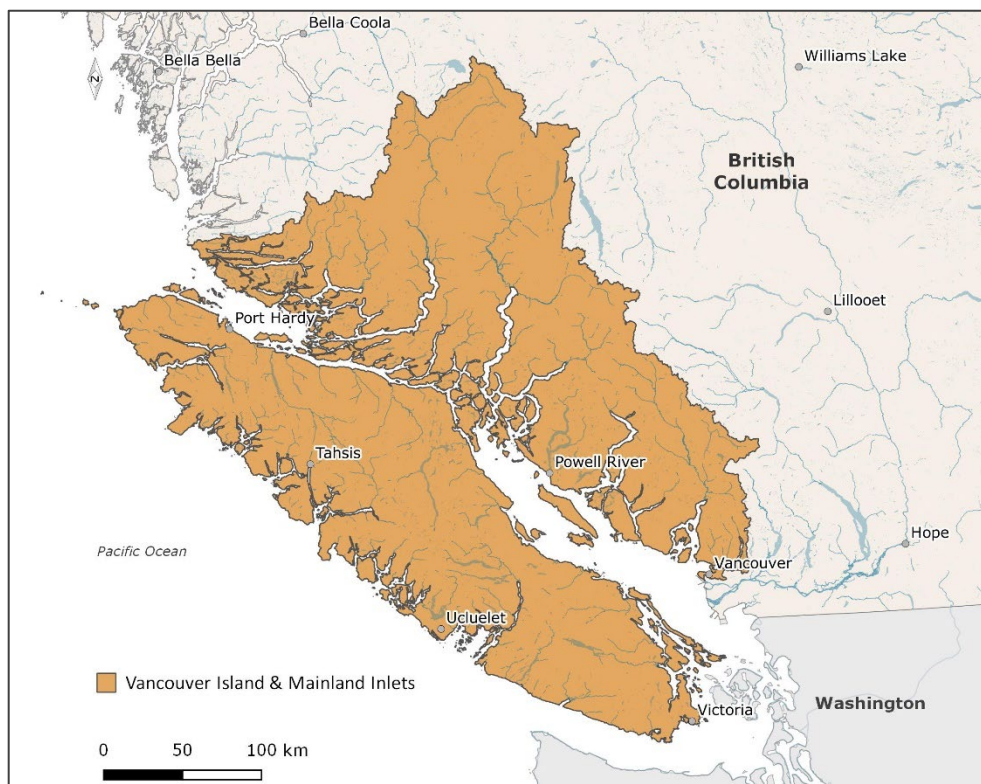 Bella Coola
Bella Bella
Williams Lake
N
British
Columbia
Lillooet
Port Hardy
Tahsis
Powell River
Hope
Pacific Ocean
Vancouver
Ucluelet
Vancouver Island & Mainland Inlets
Victoria
Washington
0 50 100 km